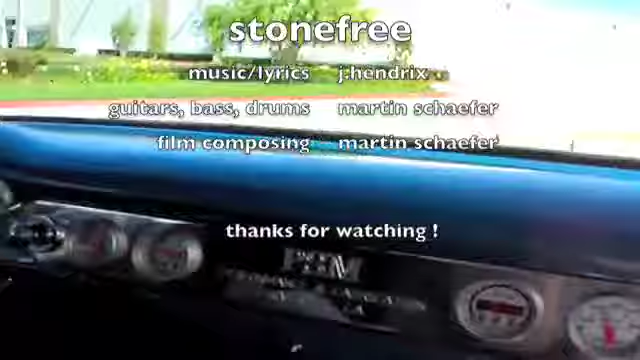 stonefree
music/lyrics j.hendrix
guitars, bass, drums martin schaefer
film composing martin schaefer
thanks for watching !